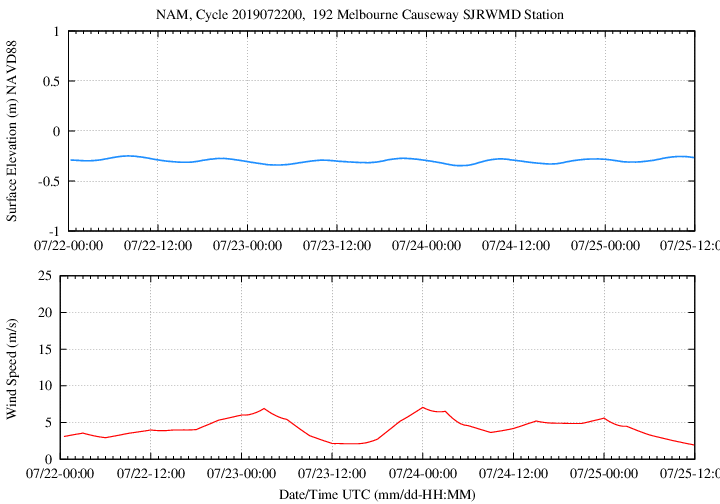 NAM, Cycle 2019072200,  192 Melbourne Causeway SJRWMD Station
Surface Elevation (m) NAVD88
1
0.5
0
-0.5
-1
07/22-00:00 07/22-12:00 07/23-00:00 07/23-12:00 07/24-00:00 07/24-12:00 07/25-00:00 07/25-12:0
Wind Speed (m/s)
25
20
15
10
5
0
07/22-00:00 07/22-12:00 07/23-00:00 07/23-12:00 07/24-00:00 07/24-12:00 07/25-00:00 07/25-12:0
Date/Time UTC (mm/dd-HH:MM)